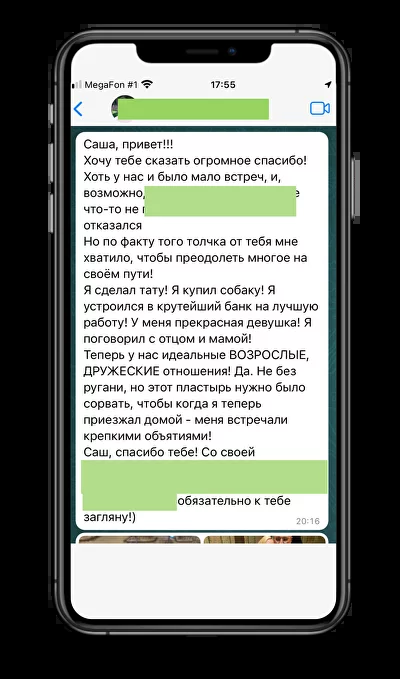 MegaFon #1
17:55
Саша, привет!!!
Хочу тебе сказать огромное спасибо!
Хоть у нас и было мало встреч, и,
возможно,
что-то не
отказался
Но по факту того толчка от тебя мне
хватило, чтобы преодолеть многое на
своём пути!
Я сделал тату! Я купил собаку! Я
устроился в крутейший банк на лучшую
работу! У меня прекрасная девушка! Я
поговорил с отцом и мамой!
Теперь у нас идеальные ВОЗРОСЛЫЕ,
ДРУЖЕСКИЕ отношения! Да. Не без
ругани, но этот пластырь нужно было
сорвать, чтобы когда я теперь
приезжал домой - меня встречали
крепкими объятиями!
Саш, спасибо тебе! Со своей
обязательно к тебе
загляну!)
20:16